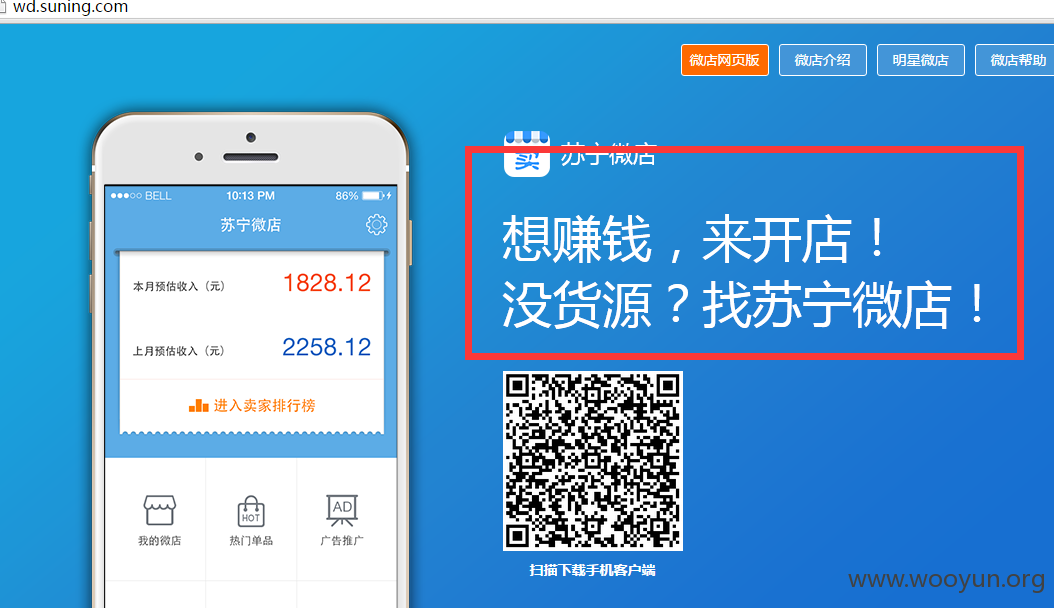 wd.suning.com
微店网页版 微店介绍 明星微店 微店帮助
苏宁微店
卖
想赚钱，来开店！
没货源？找苏宁微店！
扫描下载手机客户端
BELL 10:13 PM 86%
苏宁微店
本月预估收入（元） 1828.12
上月预估收入（元） 2258.12
进入卖家排行榜
HOT
AD
我的微店 热门单品 广告推广
www.wooyun.org